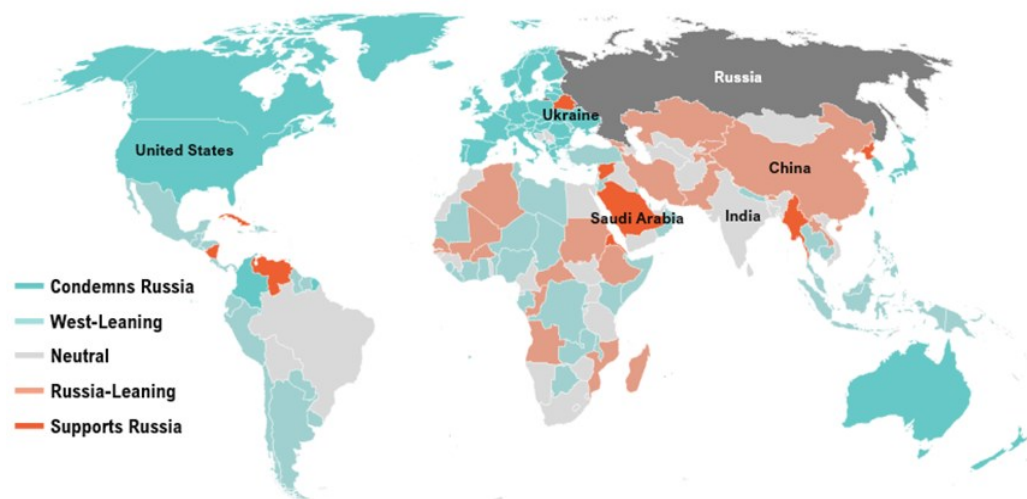 Russia
Ukraine
United States
China
Saudi Arabia
India
Condemns Russia
West-Leaning
Neutral
Russia-Leaning
Supports Russia